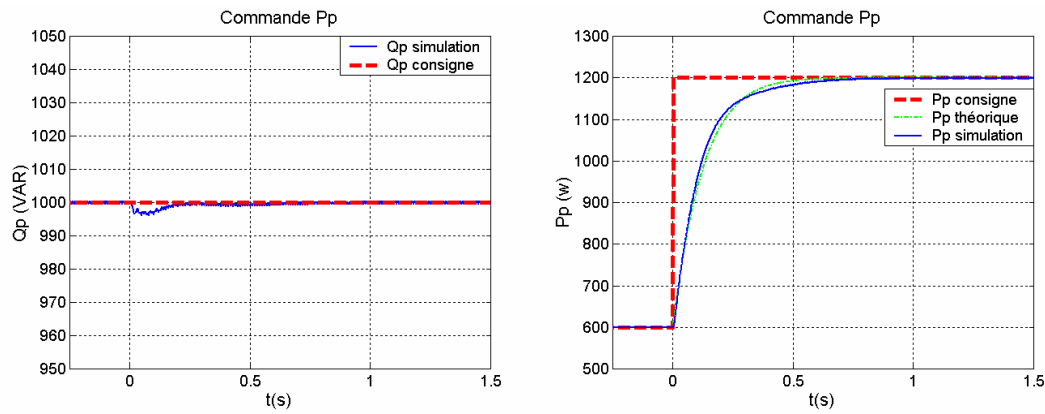 Commande Pp
1050
1040
1030
1020
1010
1000
990
980
970
960
950
Qp (VAR)
Qp simulation
Qp consigne
0
0.5
1
1.5
t(s)
Commande Pp
1300
1200
1100
1000
900
800
700
600
500
Pp (w)
Pp consigne
Pp théorique
Pp simulation
0
0.5
1
1.5
t(s)